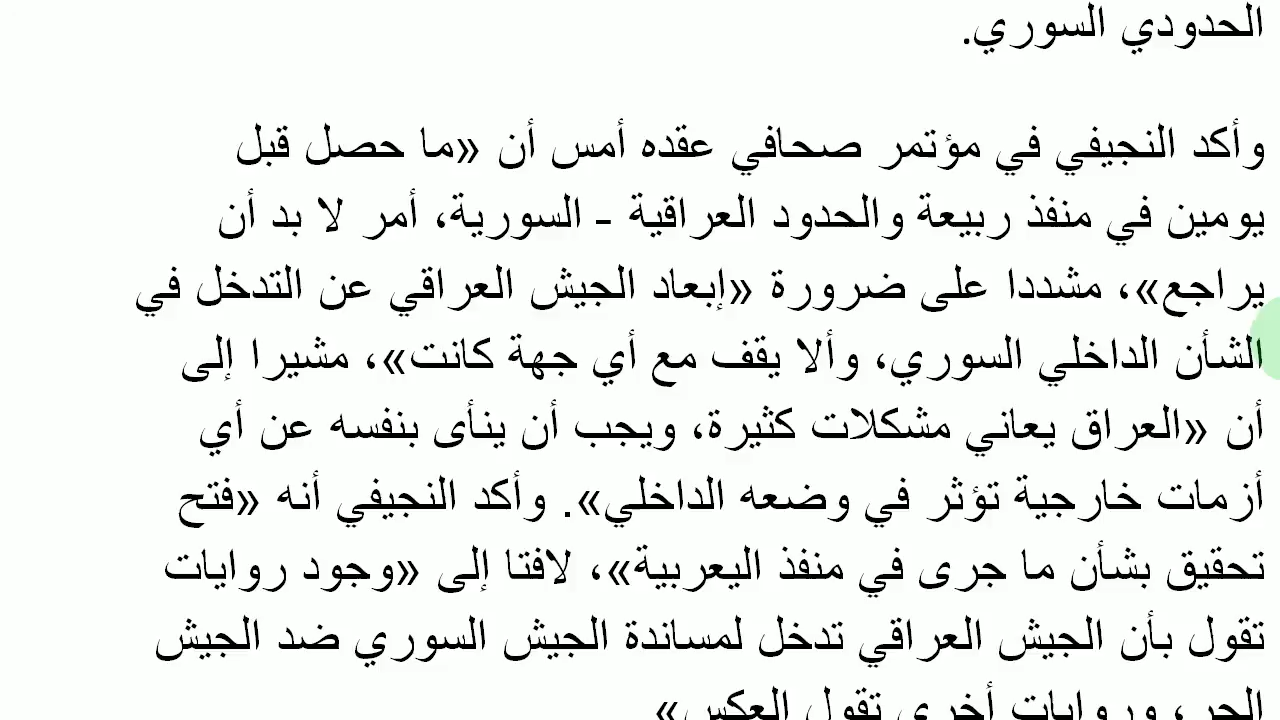 الحدودي السوري.
وأكد النجيفي في مؤتمر صحافي عقده أمس أن «ما حصل قبل
يومين في منفذ ربيعة والحدود العراقية - السورية، أمر لا بد أن
يراجع»، مشددا على ضرورة «إبعاد الجيش العراقي عن التدخل في
الشأن الداخلي السوري، وألا يقف مع أي جهة كانت»، مشيرا إلى
أن «العراق يعاني مشكلات كثيرة، ويجب أن ينأى بنفسه عن أي
أزمات خارجية تؤثر في وضعه الداخلي». وأكد النجيفي أنه «فتح
تحقيق بشأن ما جرى في منفذ اليعربية»، لافتا إلى «وجود روايات
تقول بأن الجيش العراقي تدخل لمساندة الجيش السوري ضد الجيش
الحر، وروايات أخرى تقول العكس»